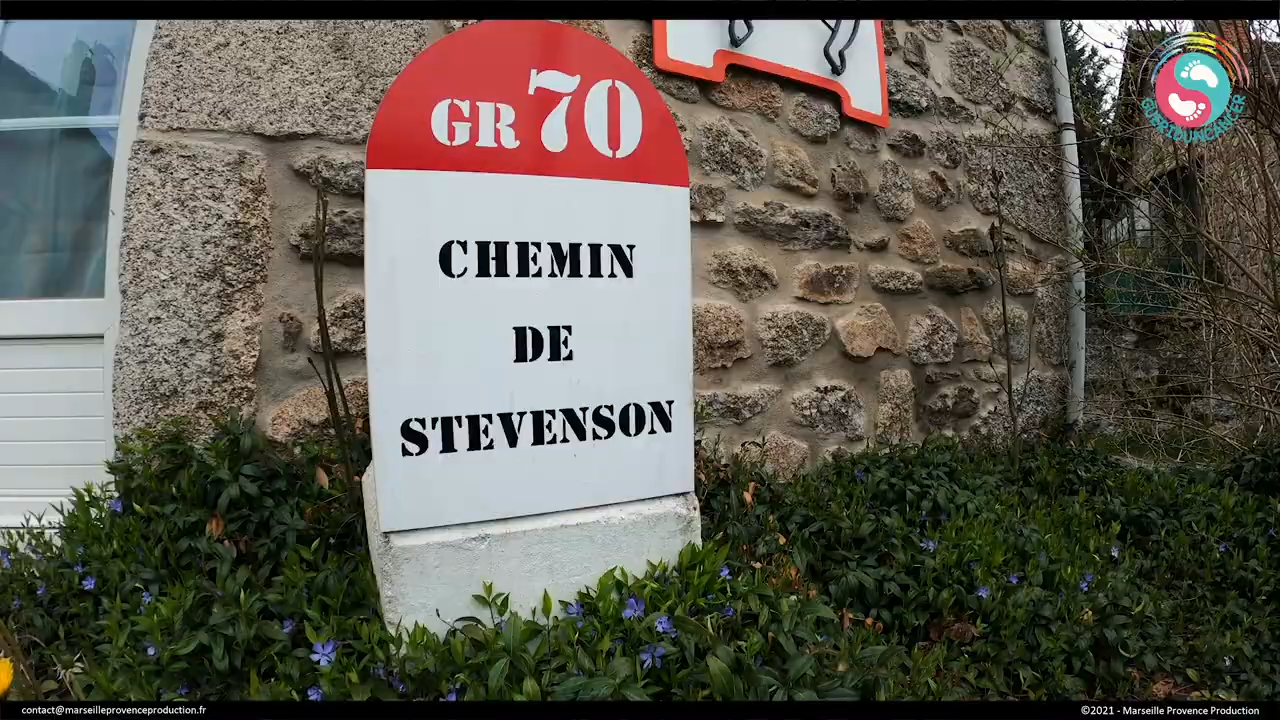 GR 70
CHEMIN
DE
STEVENSON
contact@marseilleprovenceproduction.fr
©2021 - Marseille Provence Production